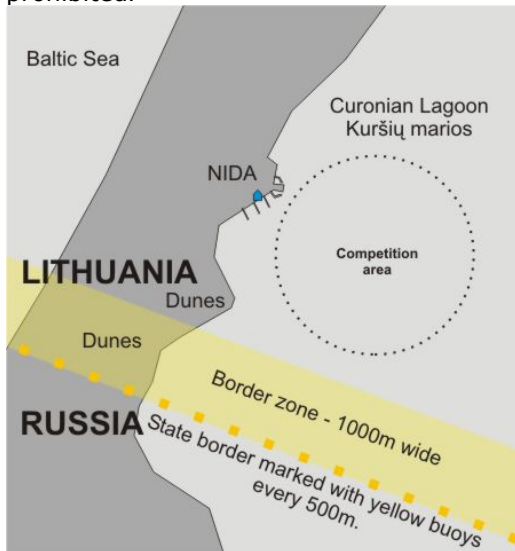 prohibited.
Baltic Sea
Curonian Lagoon
Kuršių marios
NIDA
Competition
area
LITHUANIA
Dunes
Dunes
Border zone - 1000m wide
RUSSIA
State border marked with yellow buoys
every 500m.